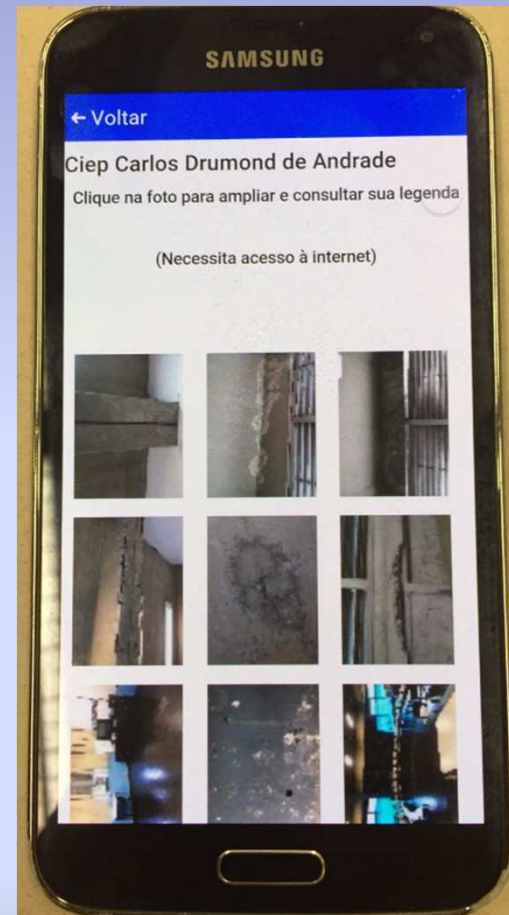 SAMSUNG
← Voltar
Ciep Carlos Drumond de Andrade
Clique na foto para ampliar e consultar sua legenda
(Necessita acesso à internet)